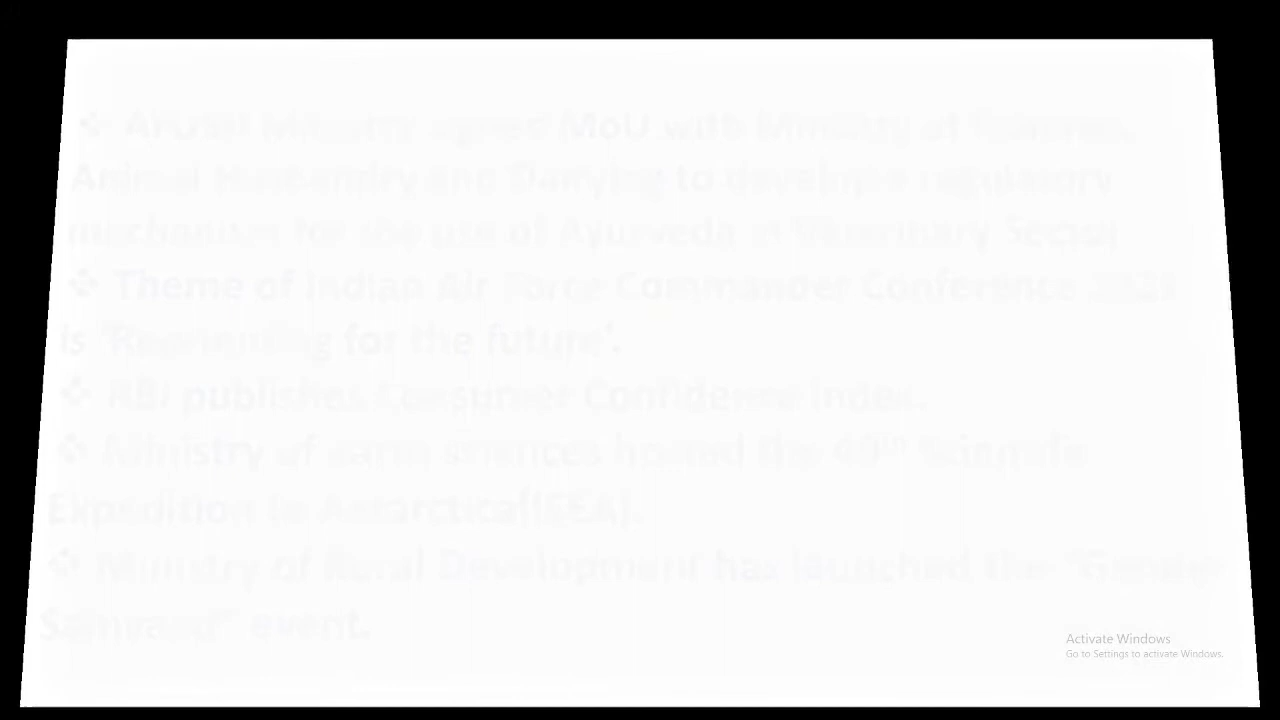 ❖ AYUSH Ministry signed MoU with Ministry of Fisheries,
Animal Husbandry and Dairying to develop a regulatory
mechanism for the use of Ayurveda in Veterinary Sector
❖ Theme of Indian Air Force Commander Conference
is 'Reorienting for the future'.
❖ RBI publishes Consumer Confidence Index.
❖ Ministry of earth sciences hosted the 40th Scientific
Expedition to Antarctica
❖ Ministry of Rural Development has launched the "Gender
Samvaad" event.
Activate Windows
Go to Settings to activate Windows.